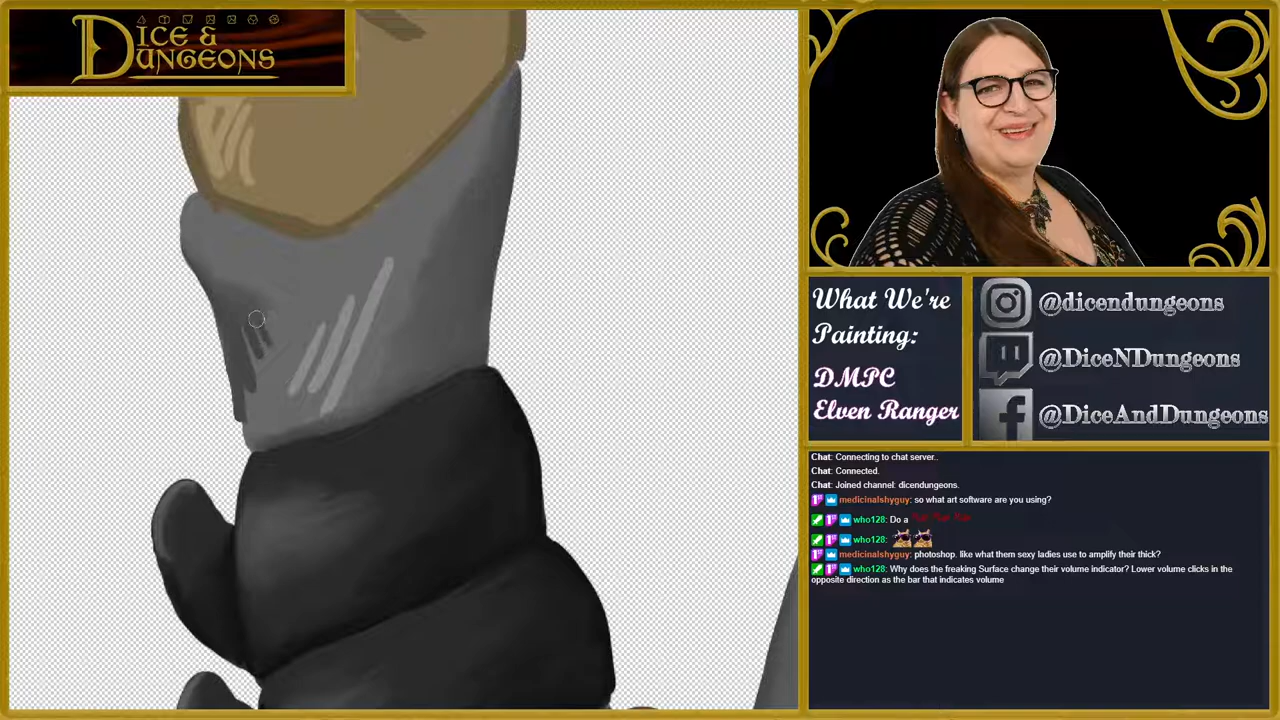 DICE &
DUNGEONS
What We're
Painting:
DMPC
Elven Ranger
@dicendungeons
@DiceNDungeons
@DiceAndDungeons
Chat: Connecting to chat server..
Chat: Connected.
Chat: Joined channel: dicendungeons.
medicinalshyguy: so what art software are you using?
who128: Do a
who128:
medicinalshyguy: photoshop. like what them sexy ladies use to amplify their thick?
who128: Why does the freaking Surface change their volume indicator? Lower volume clicks in the
opposite direction as the bar that indicates volume